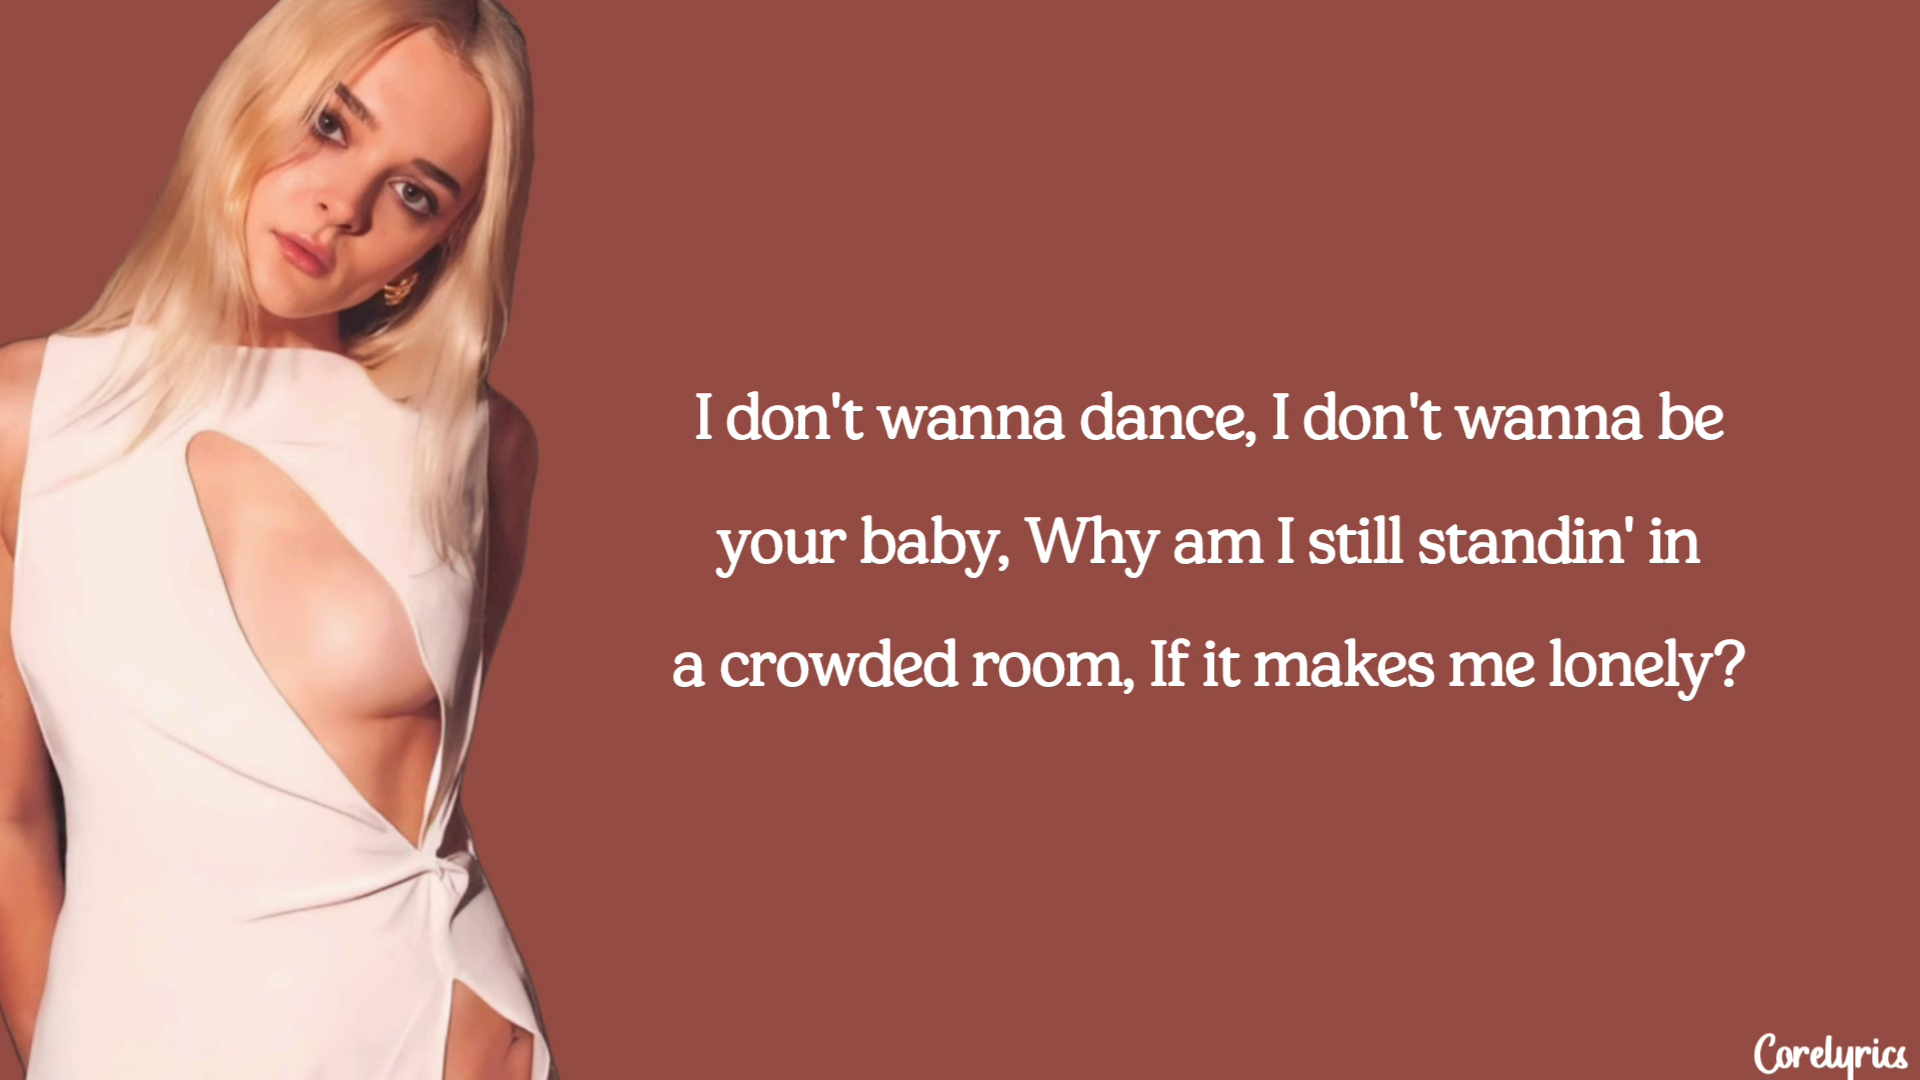 I don't wanna dance, I don't wanna be
your baby, Why am I still standin' in
a crowded room, If it makes me lonely?
Corelyrics